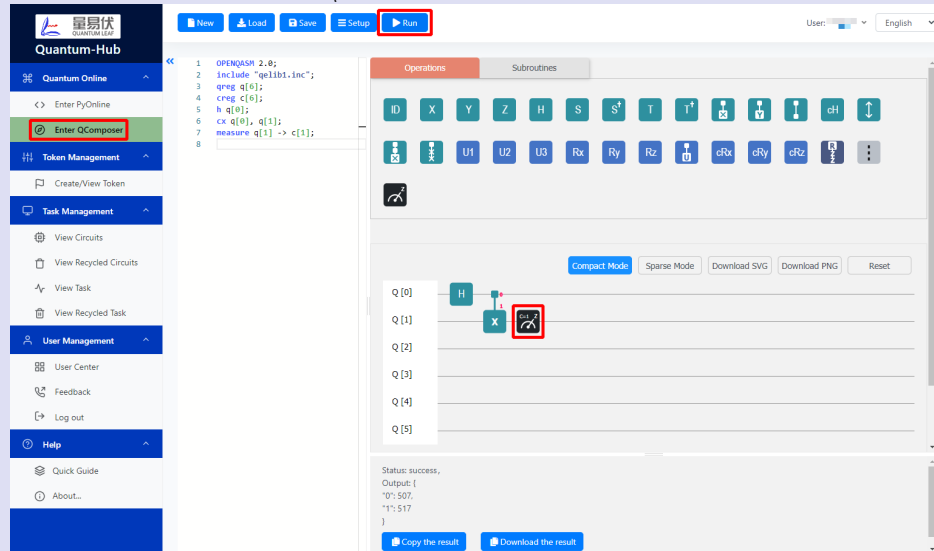 量易伏
QUANTUM LEAF
Quantum-Hub
Quantum Online
Enter PyOnline
Enter QComposer
Token Management
Create/View Token
Task Management
View Circuits
View Recycled Circuits
View Task
View Recycled Task
User Management
User Center
Feedback
Log out
Help
Quick Guide
About...
New Load Save Setup Run
User:
English
1 OPENQASM 2.0;
2 include "qelib1.inc";
3 qreg q[6];
4 creg c[6];
5 h q[0];
6 cx q[0], q[1];
7 measure q[1] -> c[1];
8
Operations Subroutines
ID X Y Z H S S† T T† X Y cH
X X U1 U2 U3 Rx Ry Rz U cRx cRy cRz RZZ
Z
Compact Mode Sparse Mode Download SVG Download PNG Reset
Q [0] H 0
1
Q [1] X C=1 Z
Q [2]
Q [3]
Q [4]
Q [5]
Status: success,
Output: {
"0": 507,
"1": 517
}
Copy the result Download the result